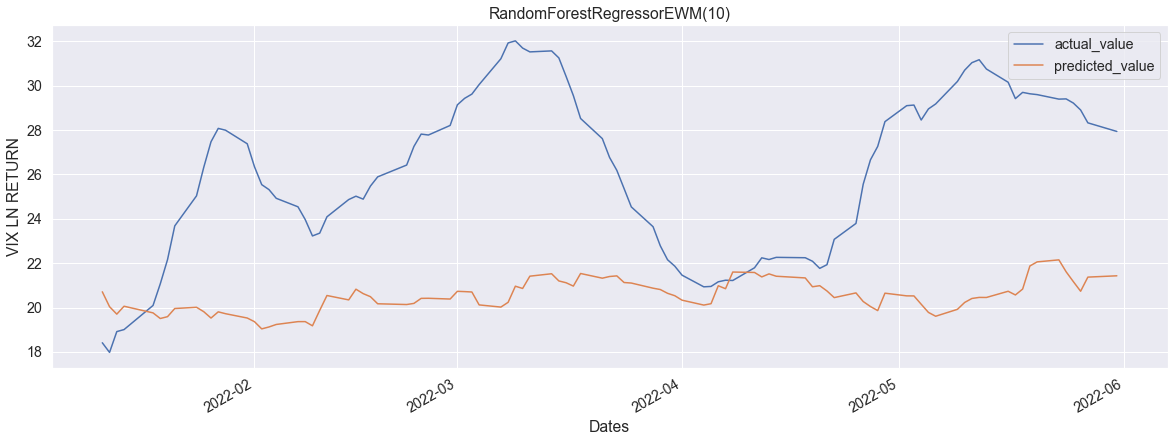 RandomForestRegressorEWM(10)
actual_value
predicted_value
VIX LN RETURN
32
30
28
26
24
22
20
18
2022-02
2022-03
2022-04
2022-05
2022-06
Dates